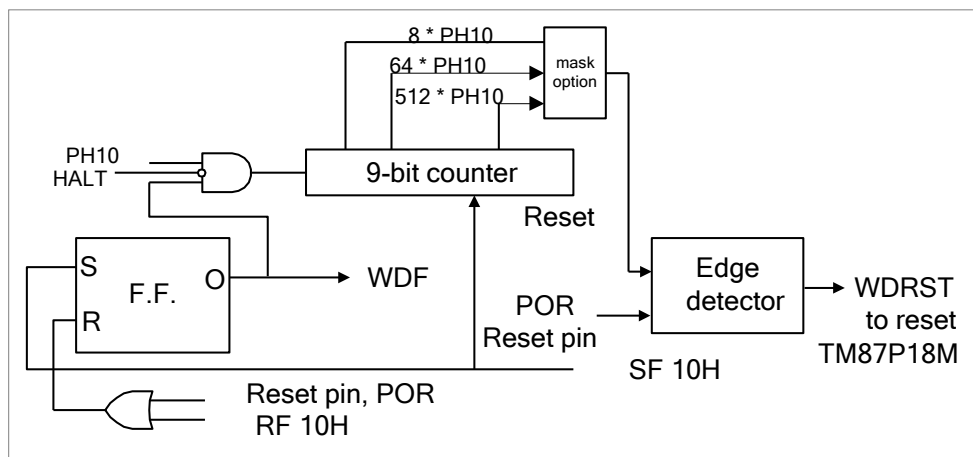 8 * PH10
64 * PH10
512 * PH10
mask
option
PH10
HALT
9-bit counter
Reset
S
O
F.F.
R
WDF
Edge
detector
WDRST
to reset
TM87P18M
POR
Reset pin
SF 10H
Reset pin, POR
RF 10H